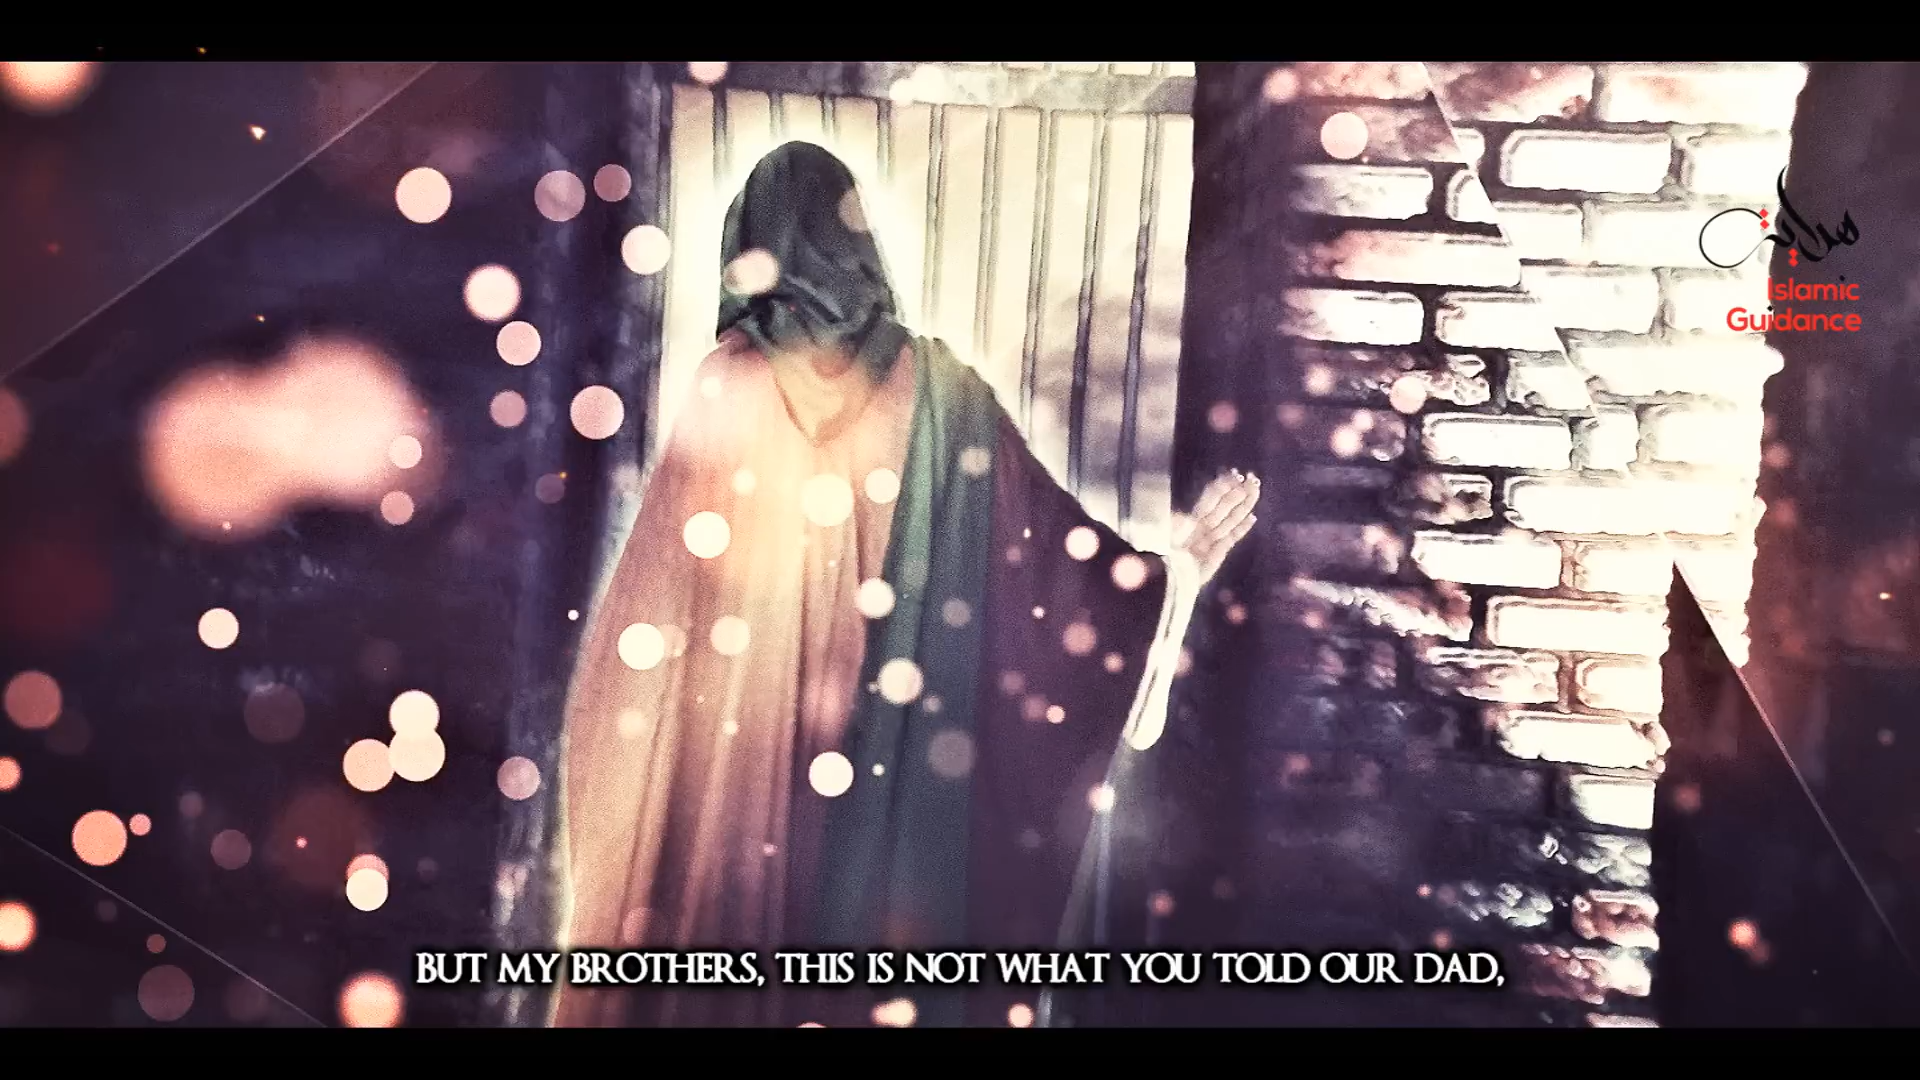 هداية
Islamic
Guidance
BUT MY BROTHERS, THIS IS NOT WHAT YOU TOLD OUR DAD,